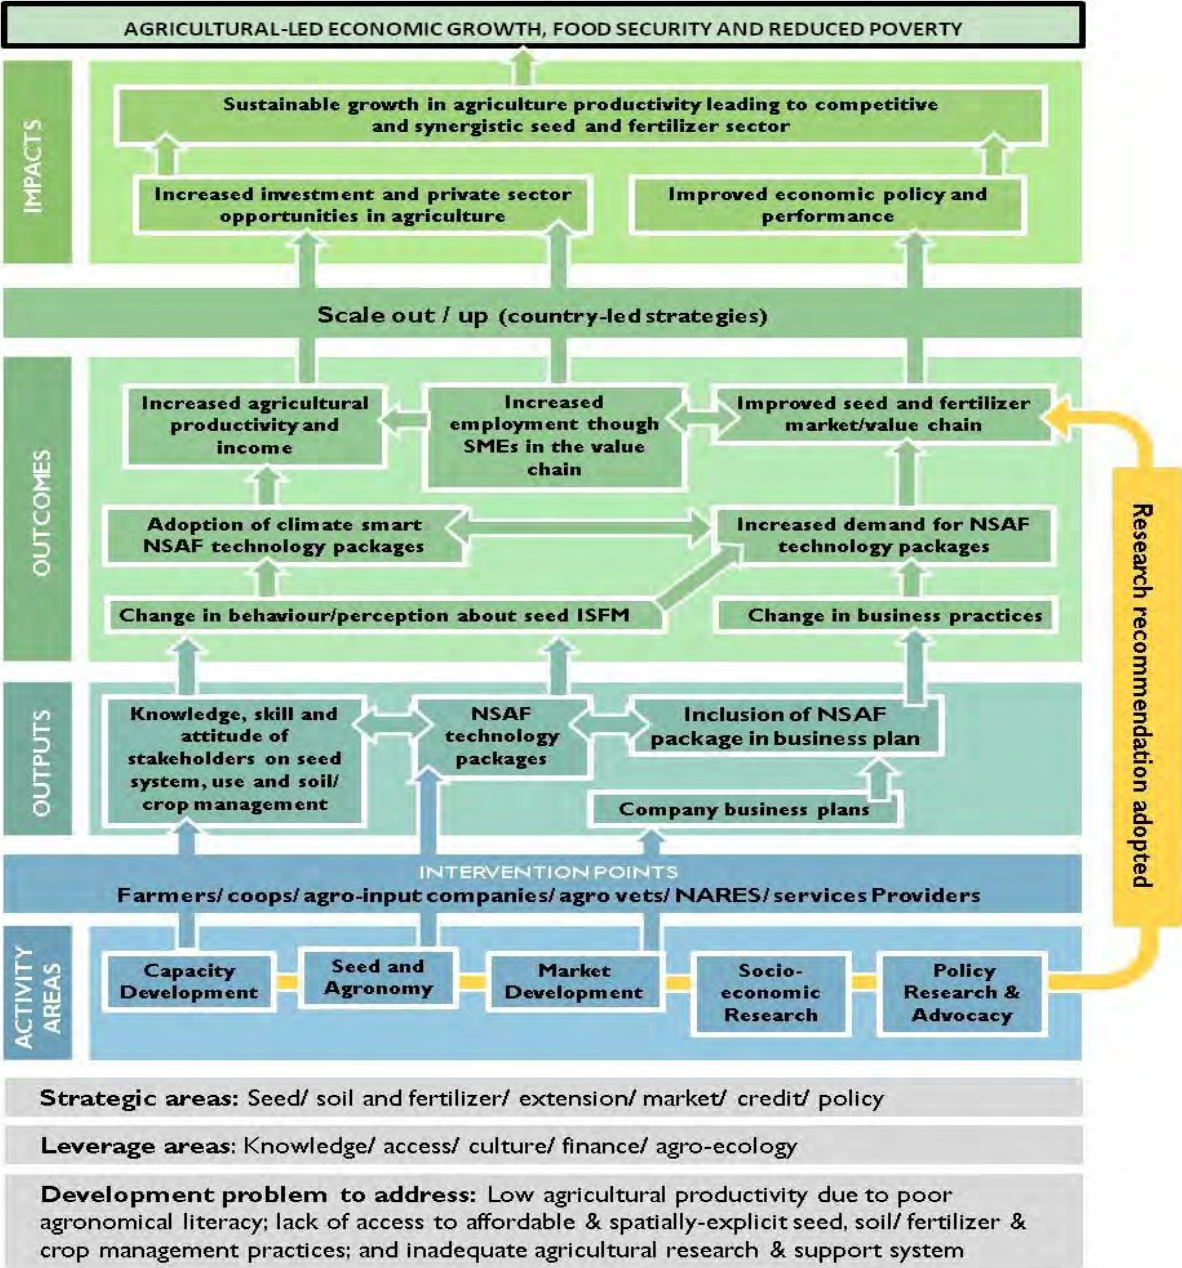 AGRICULTURAL-LED ECONOMIC GROWTH, FOOD SECURITY AND REDUCED POVERTY
IMPACTS
Sustainable growth in agriculture productivity leading to competitive
and synergistic seed and fertilizer sector
Increased investment and private sector
opportunities in agriculture
Improved economic policy and
performance
Scale out / up (country-led strategies)
OUTCOMES
Increased agricultural
productivity and
income
Increased
employment though
SMEs in the value
chain
Improved seed and fertilizer
market/value chain
Adoption of climate smart
NSAF technology packages
Increased demand for NSAF
technology packages
Change in behaviour/perception about seed ISFM
Change in business practices
Research recommendation adopted
OUTPUTS
Knowledge, skill and
attitude of
stakeholders on seed
system, use and soil/
crop management
NSAF
technology
packages
Inclusion of NSAF
package in business plan
Company business plans
INTERVENTION POINTS
Farmers/ coops/ agro-input companies/ agro vets/ NARES/ services Providers
ACTIVITY
AREAS
Capacity
Development
Seed and
Agronomy
Market
Development
Socio-
economic
Research
Policy
Research &
Advocacy
Strategic areas: Seed/ soil and fertilizer/ extension/ market/ credit/ policy
Leverage areas: Knowledge/ access/ culture/ finance/ agro-ecology
Development problem to address: Low agricultural productivity due to poor
agronomical literacy; lack of access to affordable & spatially-explicit seed, soil/ fertilizer &
crop management practices; and inadequate agricultural research & support system